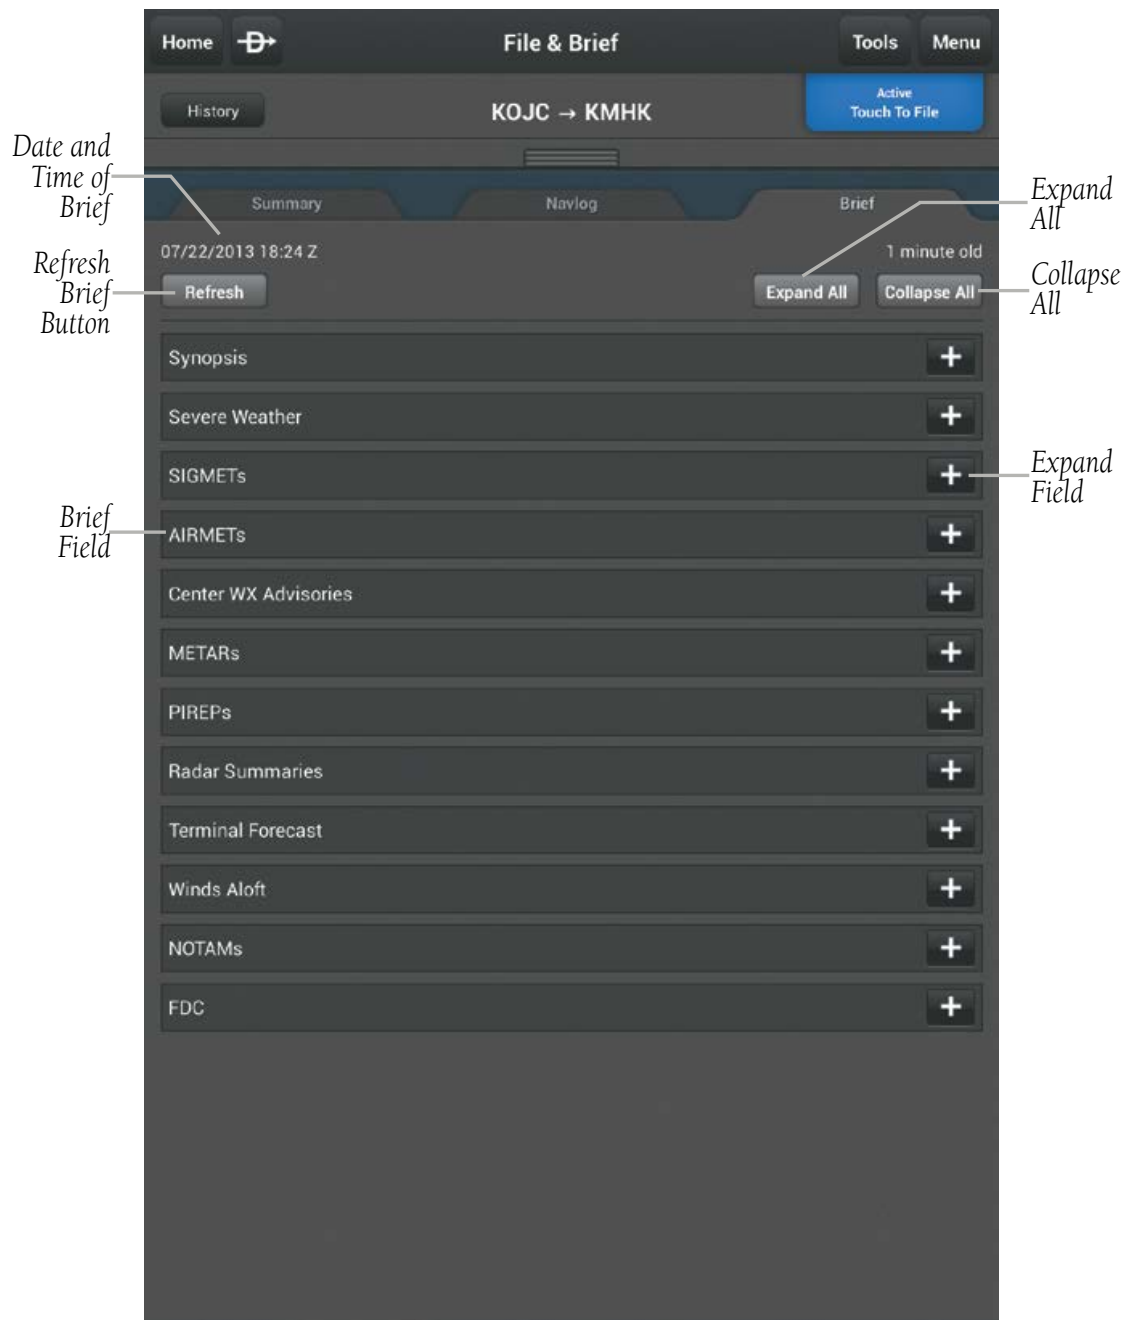 Home
File & Brief
Tools
Menu
History
KOJC → KMHK
Active
Touch To File
Date and
Time of
Brief
Summary
Navlog
Brief
Expand
All
07/22/2013 18:24 Z
1 minute old
Refresh
Brief
Button
Refresh
Expand All
Collapse All
Collapse
All
Synopsis
Severe Weather
SIGMETs
Expand
Field
Brief
Field
AIRMETs
Center WX Advisories
METARs
PIREPs
Radar Summaries
Terminal Forecast
Winds Aloft
NOTAMs
FDC